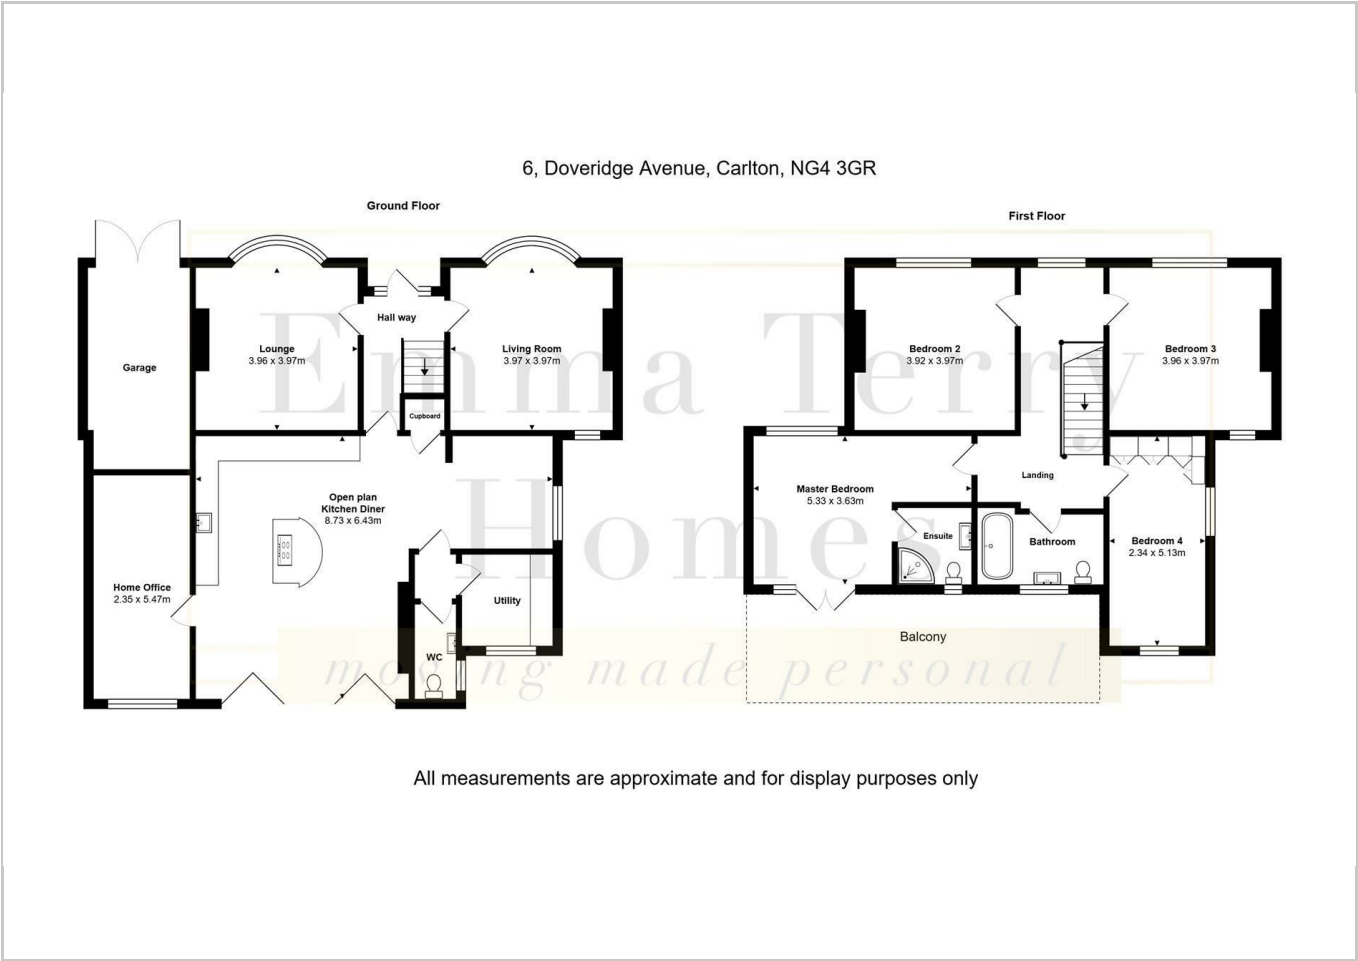 6, Doveridge Avenue, Carlton, NG4 3GR
Ground Floor
First Floor
Garage
Lounge
3.96 x 3.97m
Hall way
Living Room
3.97 x 3.97m
Cupboard
Open plan
Kitchen Diner
8.73 x 6.43m
Home Office
2.35 x 5.47m
Utility
WC
Bedroom 2
3.92 x 3.97m
Bedroom 3
3.96 x 3.97m
Master Bedroom
5.33 x 3.63m
Landing
Ensuite
Bathroom
Bedroom 4
2.34 x 5.13m
Balcony
Emma Terry
Homes
moving made personal
All measurements are approximate and for display purposes only